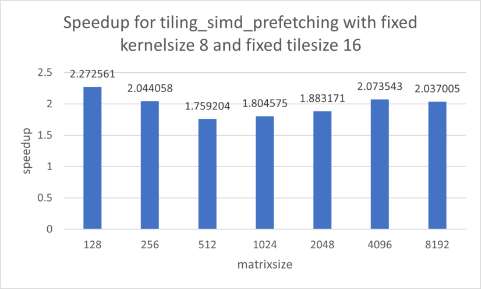 Speedup for tiling_simd_prefetching with fixed
kernelsize 8 and fixed tilesize 16
2.5
2
1.5
1
0.5
0
speedup
2.272561
2.044058
1.759204
1.804575
1.883171
2.073543
2.037005
128 256 512 1024 2048 4096 8192
matrixsize